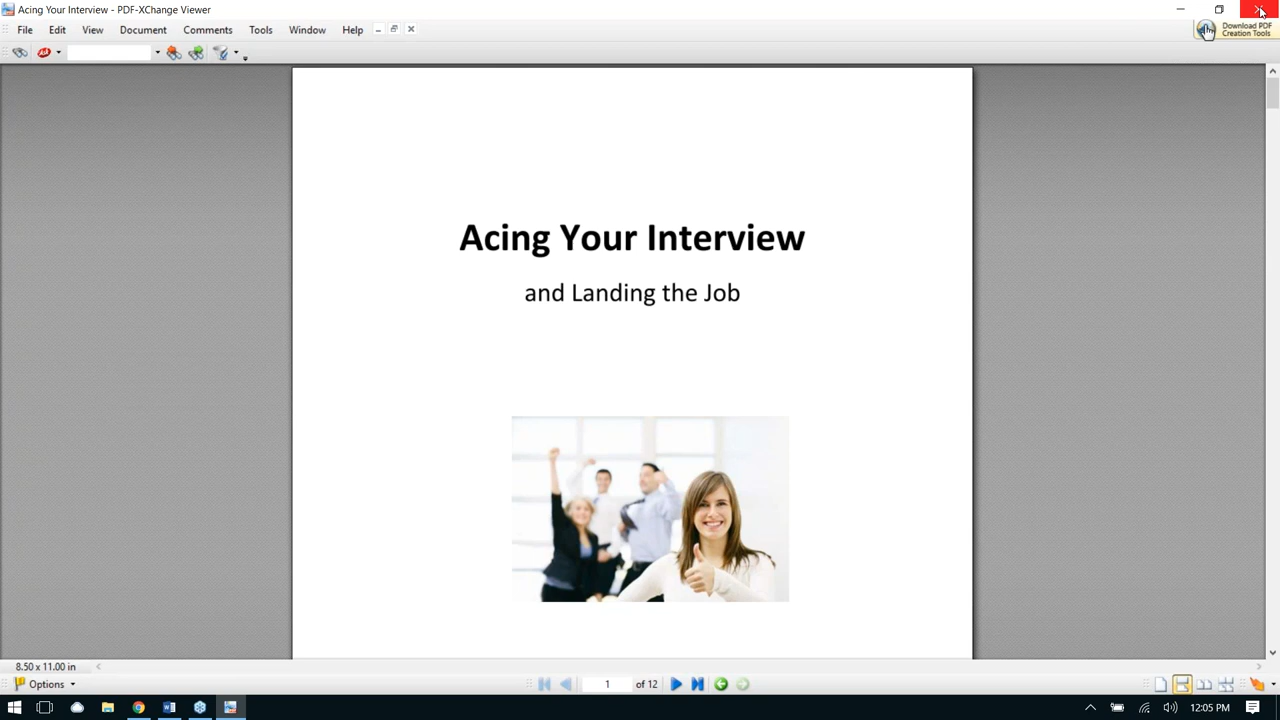 Acing Your Interview - PDF-XChange Viewer
File Edit View Document Comments Tools Window Help
Download PDF
Creation Tools
Acing Your Interview
and Landing the Job
8.50 x 11.00 in
Options
1 of 12
12:05 PM